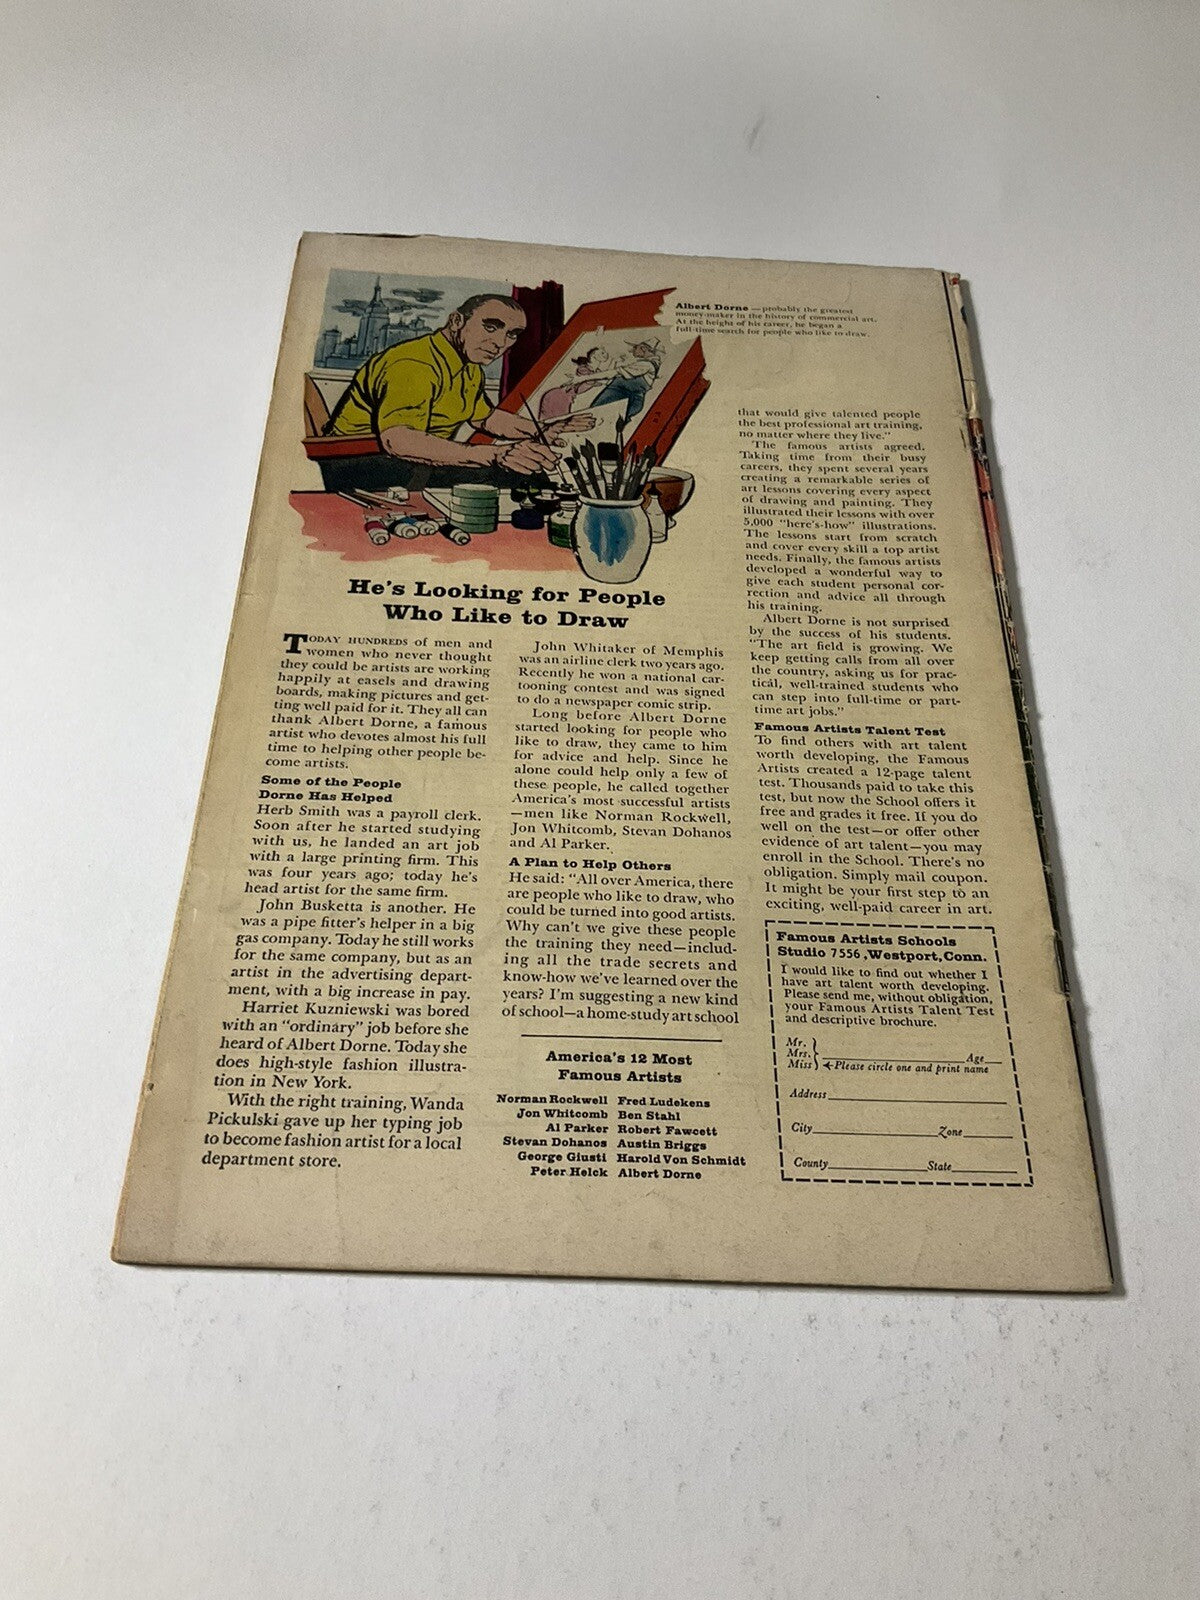 Albert Dorne — probably the greatest
money-maker in the history of commercial art.
At the height of his career, he began a
full-time search for people who like to draw.
He's Looking for People
Who Like to Draw
TODAY HUNDREDS of men and
women who never thought
they could be artists are working
happily at easels and drawing
boards, making pictures and get-
ting well paid for it. They all can
thank Albert Dorne, a famous
artist who devotes almost his full
time to helping other people be-
come artists.
Some of the People
Dorne Has Helped
Herb Smith was a payroll clerk.
Soon after he started studying
with us, he landed an art job
with a large printing firm. This
was four years ago; today he's
head artist for the same firm.
John Busketta is another. He
was a pipe fitter's helper in a big
gas company. Today he still works
for the same company, but as an
artist in the advertising depart-
ment, with a big increase in pay.
Harriet Kuzniewski was bored
with an "ordinary" job before she
heard of Albert Dorne. Today she
does high-style fashion illustra-
tion in New York.
With the right training, Wanda
Pickulski gave up her typing job
to become fashion artist for a local
department store.
John Whitaker of Memphis
was an airline clerk two years ago.
Recently he won a national car-
tooning contest and was signed
to do a newspaper comic strip.
Long before Albert Dorne
started looking for people who
like to draw, they came to him
for advice and help. Since he
alone could help only a few of
these people, he called together
America's most successful artists
—men like Norman Rockwell,
Jon Whitcomb, Stevan Dohanos
and Al Parker.
A Plan to Help Others
He said: "All over America, there
are people who like to draw, who
could be turned into good artists.
Why can't we give these people
the training they need—includ-
ing all the trade secrets and
know-how we've learned over the
years? I'm suggesting a new kind
of school—a home-study art school
America's 12 Most
Famous Artists
Norman Rockwell Fred Ludekens
Jon Whitcomb Ben Stahl
Al Parker Robert Fawcett
Stevan Dohanos Austin Briggs
George Giusti Harold Von Schmidt
Peter Helck Albert Dorne
that would give talented people
the best professional art training,
no matter where they live."
The famous artists agreed.
Taking time from their busy
careers, they spent several years
creating a remarkable series of
art lessons covering every aspect
of drawing and painting. They
illustrated their lessons with over
5,000 "here's-how" illustrations.
The lessons start from scratch
and cover every skill a top artist
needs. Finally, the famous artists
developed a wonderful way to
give each student personal cor-
rection and advice all through
his training.
Albert Dorne is not surprised
by the success of his students.
"The art field is growing. We
keep getting calls from all over
the country, asking us for prac-
tical, well-trained students who
can step into full-time or part-
time art jobs."
Famous Artists Talent Test
To find others with art talent
worth developing, the Famous
Artists created a 12-page talent
test. Thousands paid to take this
test, but now the School offers it
free and grades it free. If you do
well on the test—or offer other
evidence of art talent—you may
enroll in the School. There's no
obligation. Simply mail coupon.
It might be your first step to an
exciting, well-paid career in art.
Famous Artists Schools
Studio 7556, Westport, Conn.
I would like to find out whether I
have art talent worth developing.
Please send me, without obligation,
your Famous Artists Talent Test
and descriptive brochure.
Mr.
Mrs. Age
Miss Please circle one and print name
Address
City Zone
County State